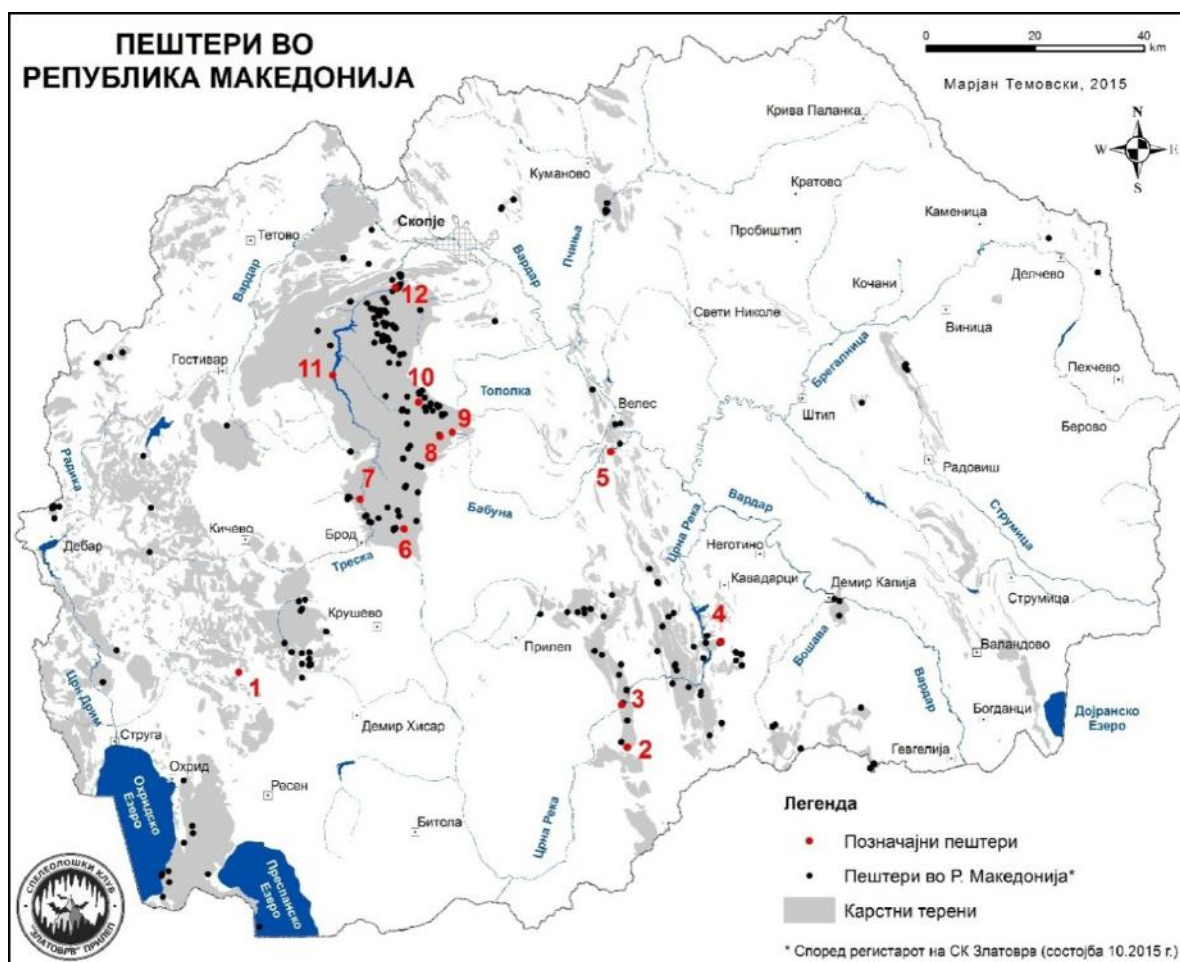 ПЕШТЕРИ ВО
РЕПУБЛИКА МАКЕДОНИЈА
0 20 40
km
Марјан Темовски, 2015
N
W E
S
Крива Паланка
Куманово
Кратово
Пчиња
Каменица
Скопје
Пробиштип
Тетово
Вардар
Вардар
Делчево
Кочани
12
Свети Николе
Виница
Гостивар
Брегалница
11
10
Тополка
Пехчево
Велес
Штип
Берово
9
8
Радика
5
Радовиш
7
Бабуна
Вардар
Струмица
Кичево
Брод
Црна Река
Дебар
6
Неготино
Треска
Кавадарци
Демир Капија
Струмица
Крушево
4
Прилеп
Бошава
Валандово
1
Црн Дрим
3
Вардар
Богданци
Дојранско
Езеро
Демир Хисар
Струга
2
Гевгелија
Охрид
Ресен
Охридско
Езеро
Црна Река
Битола
Преспанско
Езеро
Легенда
Позначајни пештери
Пештери во Р. Македонија*
Карстни терени
* Според регистарот на СК Златоврв (состојба 10.2015 г.)
СПЕЛЕОЛОШКИ КЛУБ
"ЗЛАТОВРВ" ПРИЛЕП